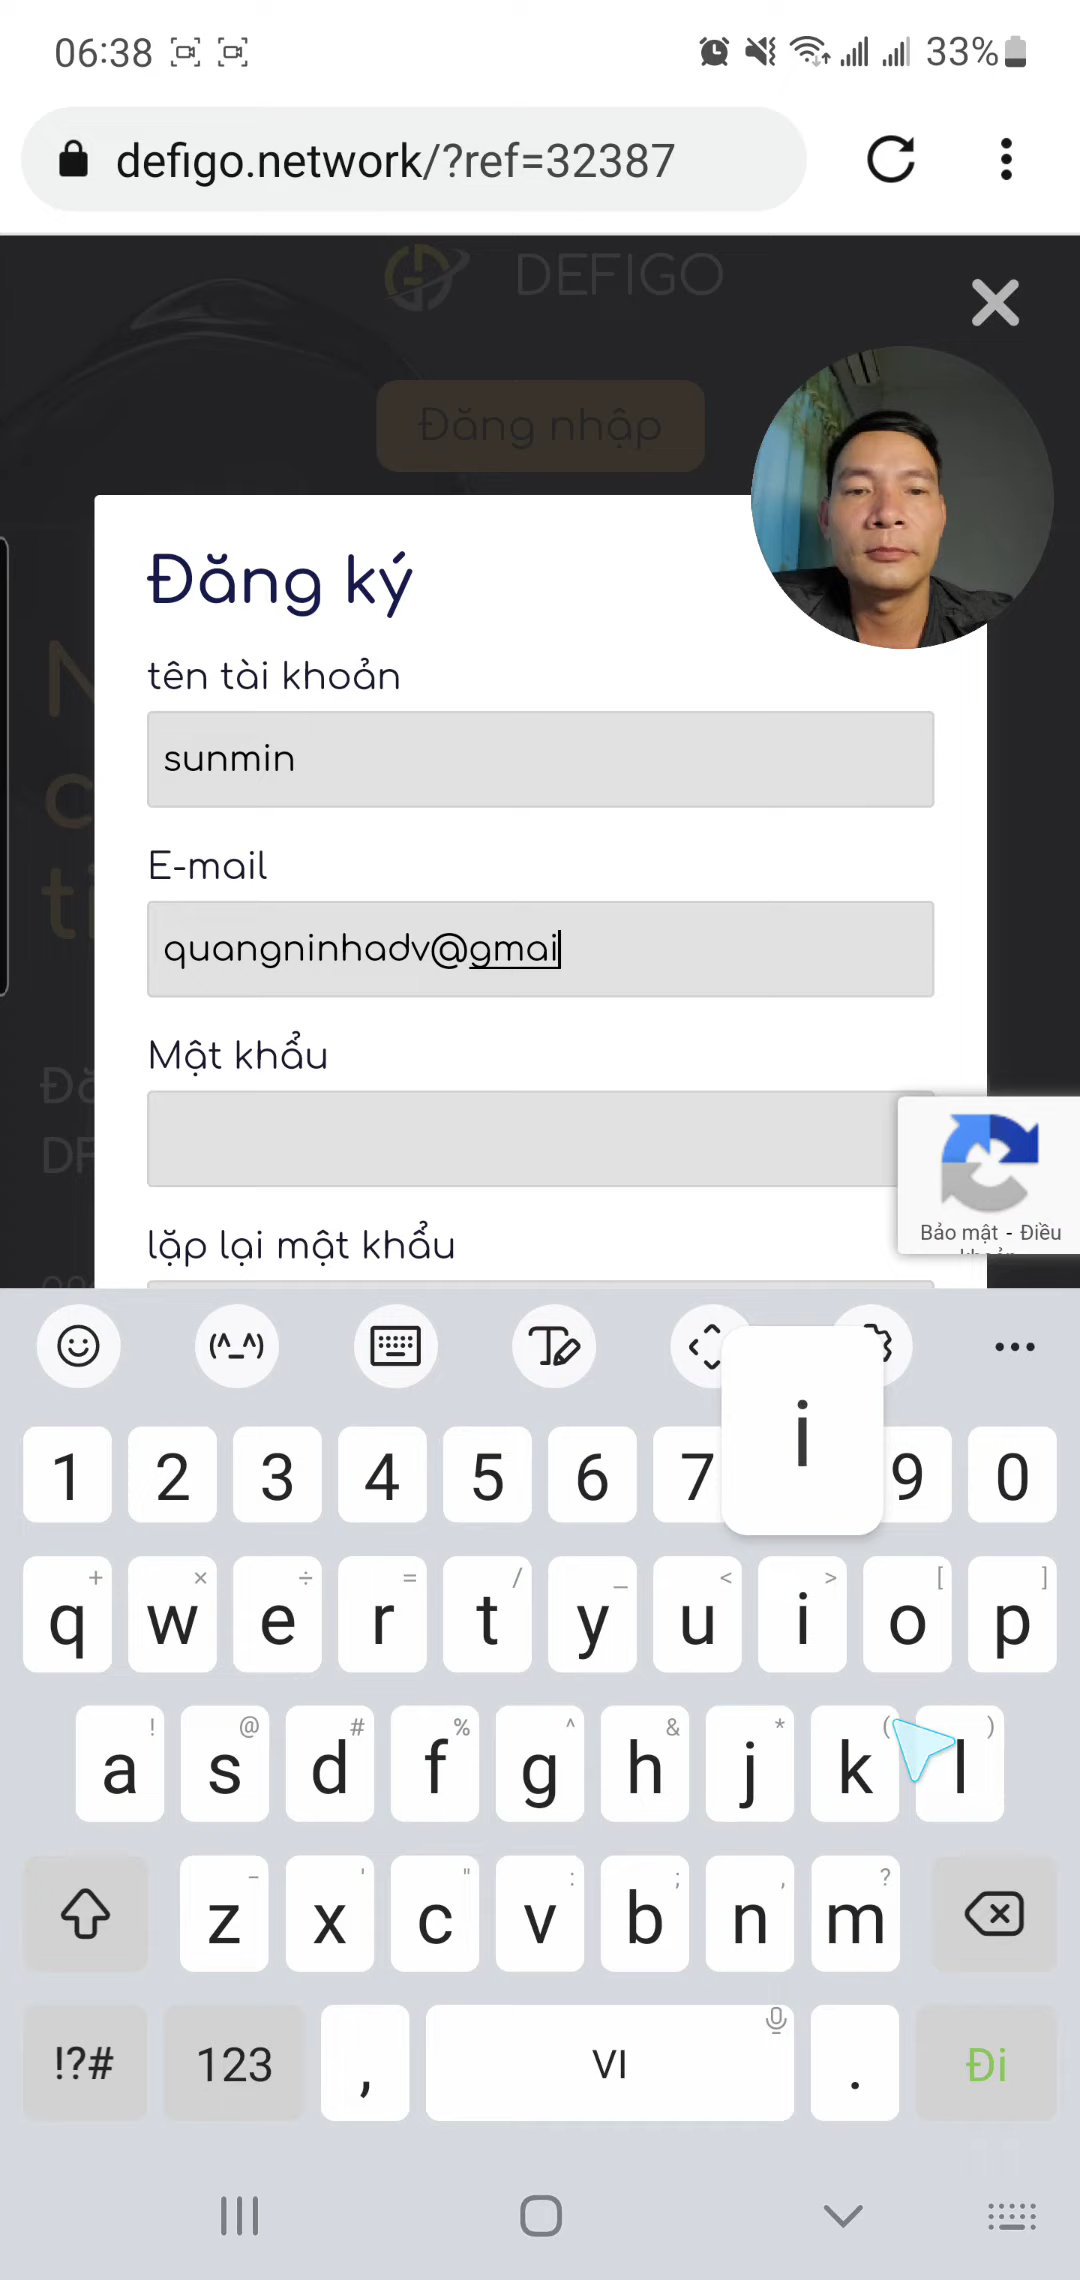 06:38
33%
defigo.network/?ref=32387
DEFIGO
Đăng nhập
Đăng ký
tên tài khoản
sunmin
E-mail
quangninhadv@gmai
Mật khẩu
Bảo mật - Điều
lặp lại mật khẩu
(^_^)
i
1 2 3 4 5 6 7 9 0
+ × ÷ = / _ < > [ ]
q w e r t y u i o p
! @ # % ^ & * ( )
a s d f g h j k l
- ' " : ; , ?
z x c v b n m
!?# 123 , VI . Đi